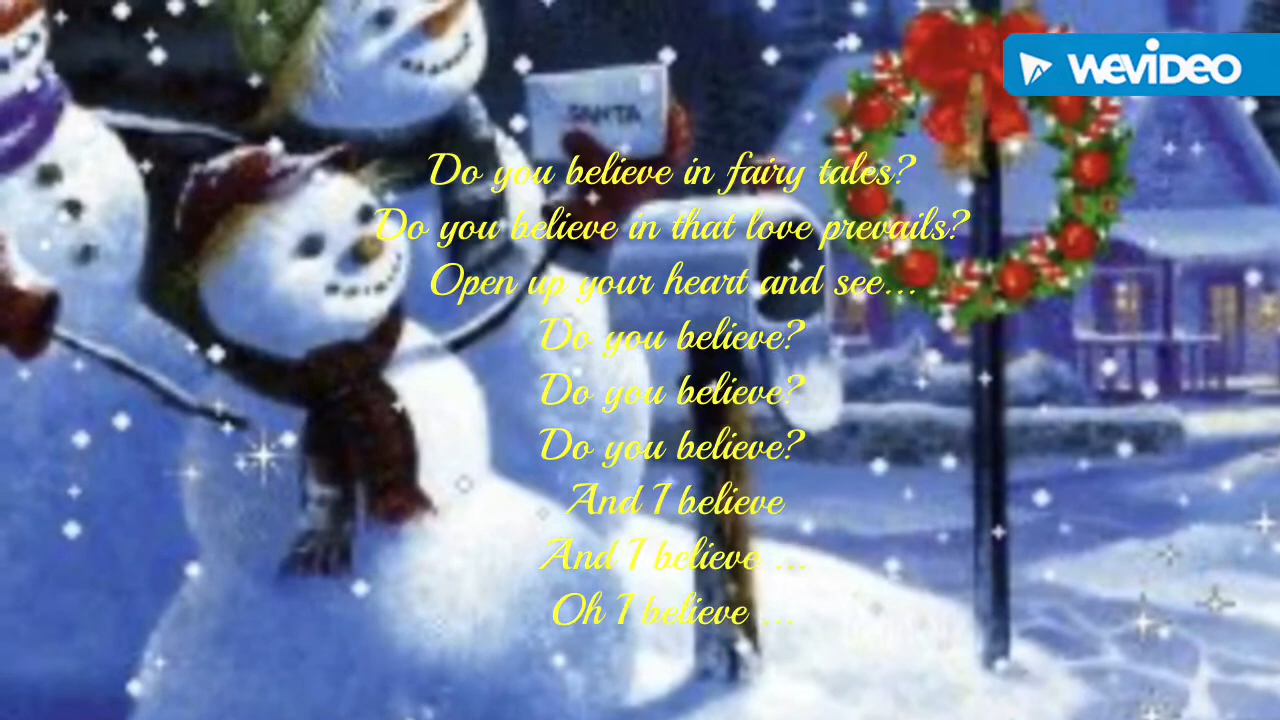 WEVIDEO
SANTA
Do you believe in fairy tales?
Do you believe in that love prevails?
Open up your heart and see...
Do you believe?
Do you believe?
Do you believe?
And I believe
And I believe ...
Oh I believe ...